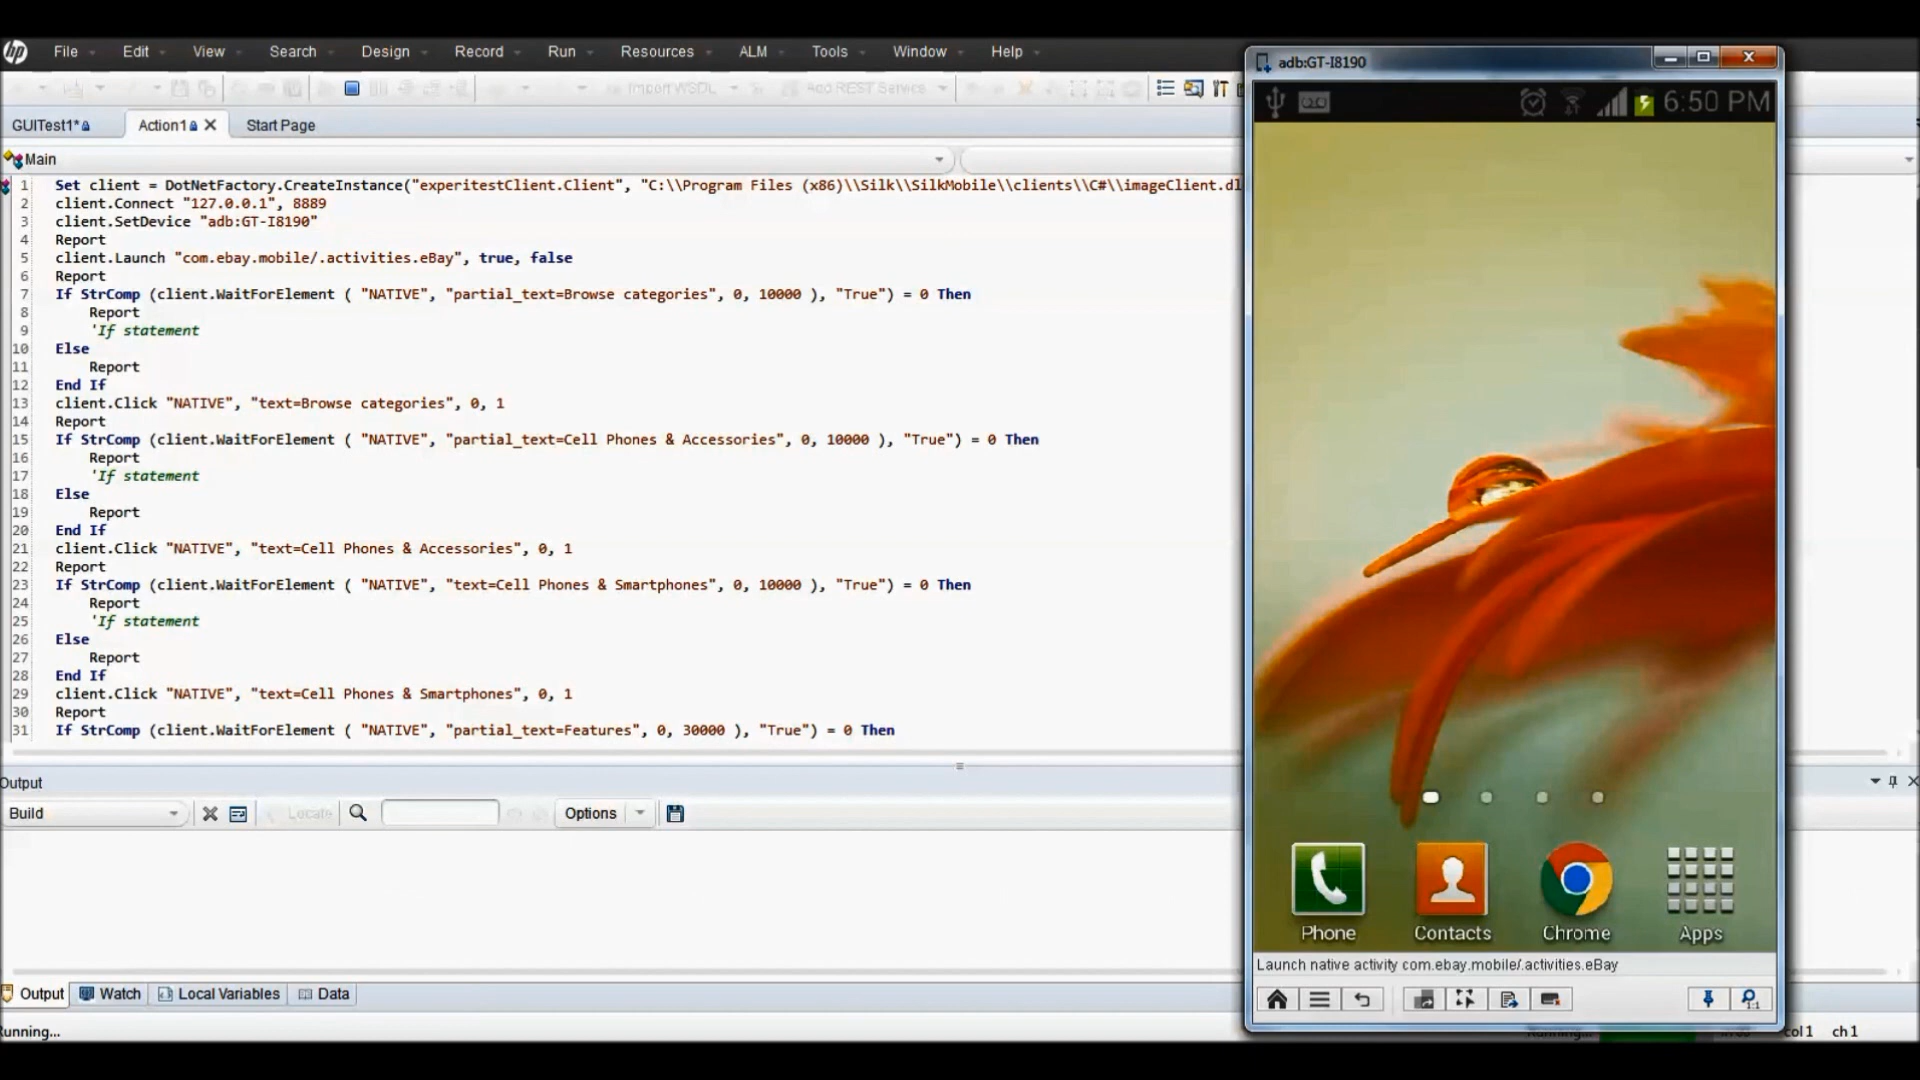 hp File Edit View Search Design Record Run Resources ALM Tools Window Help
Import WSDL Add REST Service
GUITest1* Action1 Start Page
Main
1 Set client = DotNetFactory.CreateInstance("experitestClient.Client", "C:\\Program Files (x86)\\Silk\\SilkMobile\\clients\\C#\\imageClient.dl
2 client.Connect "127.0.0.1", 8889
3 client.SetDevice "adb:GT-I8190"
4 Report
5 client.Launch "com.ebay.mobile/.activities.eBay", true, false
6 Report
7 If StrComp (client.WaitForElement ( "NATIVE", "partial_text=Browse categories", 0, 10000 ), "True") = 0 Then
8 Report
9 'If statement
10 Else
11 Report
12 End If
13 client.Click "NATIVE", "text=Browse categories", 0, 1
14 Report
15 If StrComp (client.WaitForElement ( "NATIVE", "partial_text=Cell Phones & Accessories", 0, 10000 ), "True") = 0 Then
16 Report
17 'If statement
18 Else
19 Report
20 End If
21 client.Click "NATIVE", "text=Cell Phones & Accessories", 0, 1
22 Report
23 If StrComp (client.WaitForElement ( "NATIVE", "text=Cell Phones & Smartphones", 0, 10000 ), "True") = 0 Then
24 Report
25 'If statement
26 Else
27 Report
28 End If
29 client.Click "NATIVE", "text=Cell Phones & Smartphones", 0, 1
30 Report
31 If StrComp (client.WaitForElement ( "NATIVE", "partial_text=Features", 0, 30000 ), "True") = 0 Then
Output
Build Locate Options
Output Watch Local Variables Data
Running...
Running... col 1 ch 1
adb:GT-I8190
6:50 PM
Phone Contacts Chrome Apps
Launch native activity com.ebay.mobile/.activities.eBay
1:1